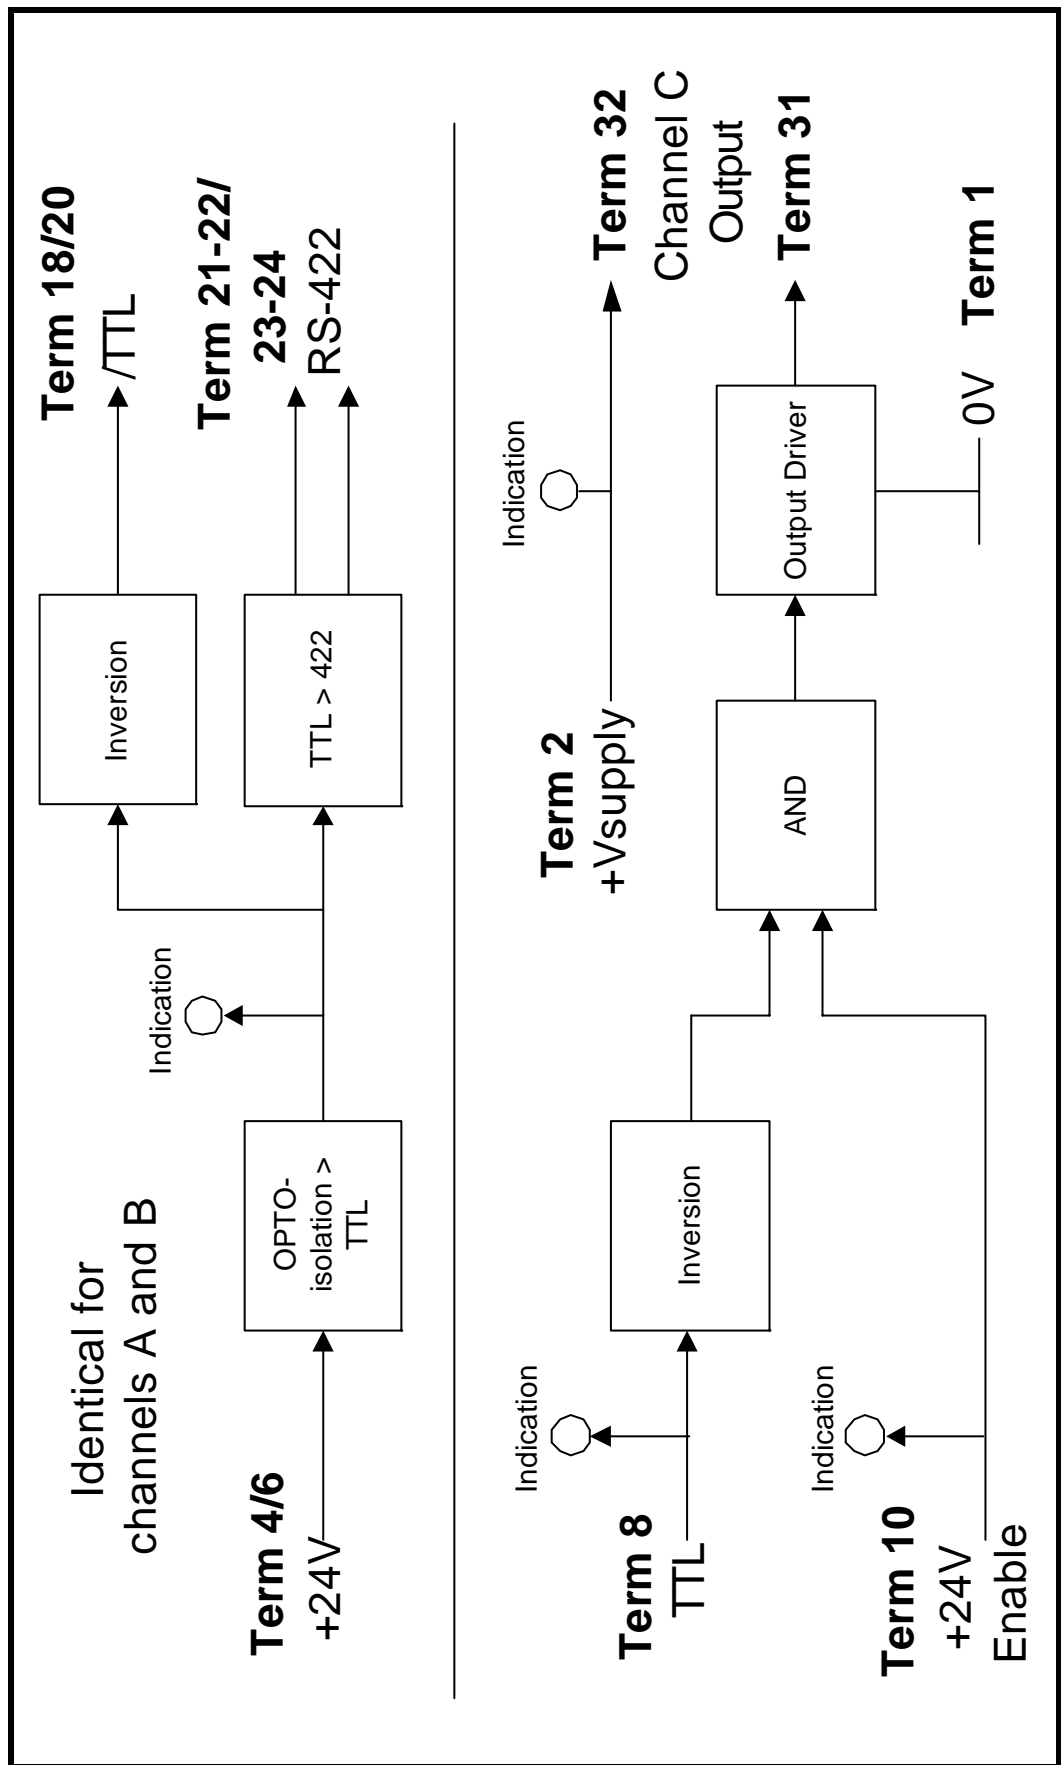 Identical for
channels A and B
Term 4/6
+24V
OPTO-
isolation >
TTL
Indication
Inversion
TTL > 422
Term 18/20
/TTL
Term 21-22/
23-24
RS-422
Term 8
TTL
Indication
Inversion
Term 10
+24V
Enable
Indication
Term 2
+Vsupply
Indication
Term 32
Channel C
Output
Term 31
AND
Output Driver
0V Term 1